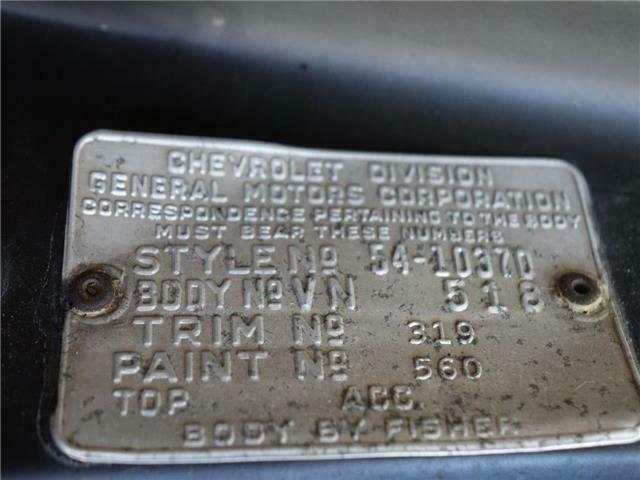 CHEVROLET DIVISION
GENERAL MOTORS CORPORATION
CORRESPONDENCE PERTAINING TO THE BODY
MUST BEAR THESE NUMBERS
STYLE Nº 54-1037D
BODY Nº VN 518
TRIM Nº 319
PAINT Nº 560
TOP ACC.
BODY BY FISHER